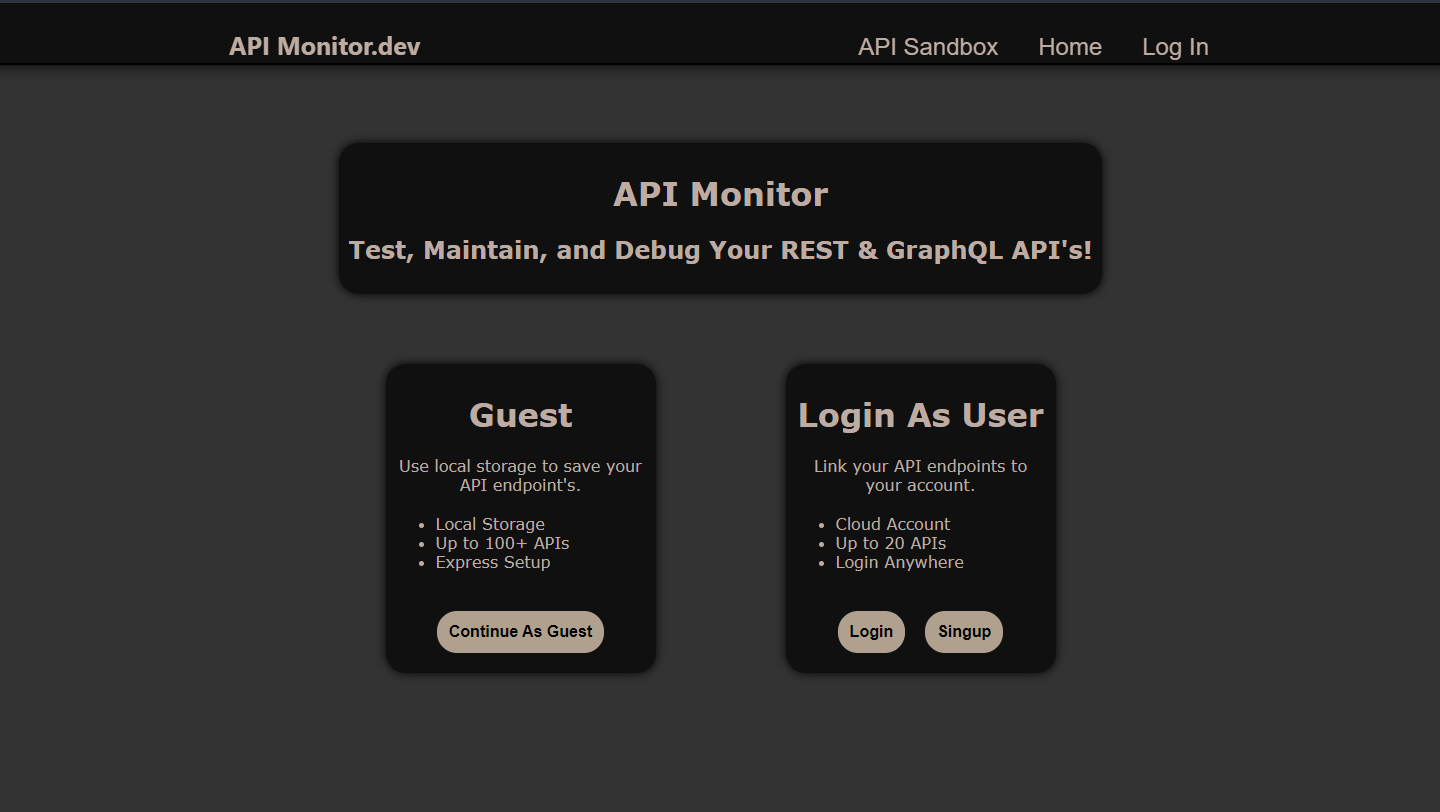 API Monitor.dev
API Sandbox Home Log In
API Monitor
Test, Maintain, and Debug Your REST & GraphQL API's!
Guest
Use local storage to save your
API endpoint's.
• Local Storage
• Up to 100+ APIs
• Express Setup
Continue As Guest
Login As User
Link your API endpoints to
your account.
• Cloud Account
• Up to 20 APIs
• Login Anywhere
Login Singup